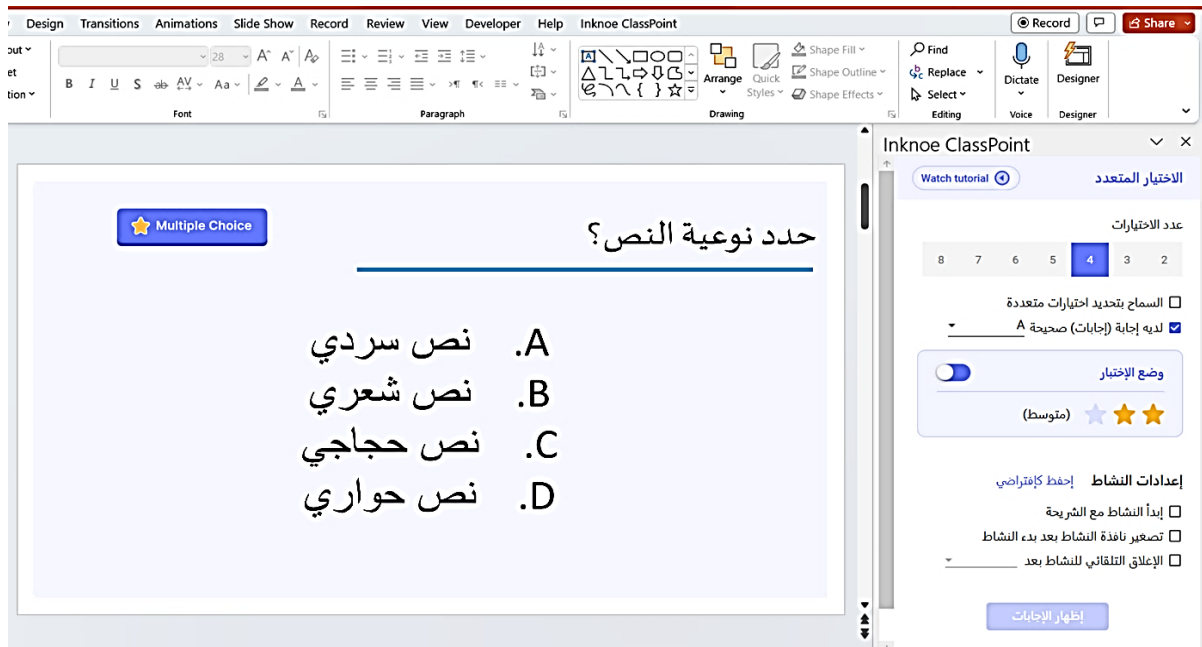 Design Transitions Animations Slide Show Record Review View Developer Help Inknoe ClassPoint
Record Share
28
B I U S ab AV Aa A
Font
Paragraph
Arrange
Quick Styles
Shape Fill
Shape Outline
Shape Effects
Drawing
Find
Replace
Select
Editing
Dictate
Voice
Designer
Designer
Multiple Choice
حدد نوعية النص؟
A. نص سردي
B. نص شعري
C. نص حجاجي
D. نص حواري
Inknoe ClassPoint
الاختيار المتعدد
Watch tutorial
عدد الاختيارات
2 3 4 5 6 7 8
السماح بتحديد اختيارات متعددة
لديه إجابة (إجابات) صحيحة A
وضع الإختبار
(متوسط)
إعدادات النشاط إحفظ كإفتراضي
إبدأ النشاط مع الشريحة
تصغير نافذة النشاط بعد بدء النشاط
الإغلاق التلقائي للنشاط بعد
إظهار الإجابات